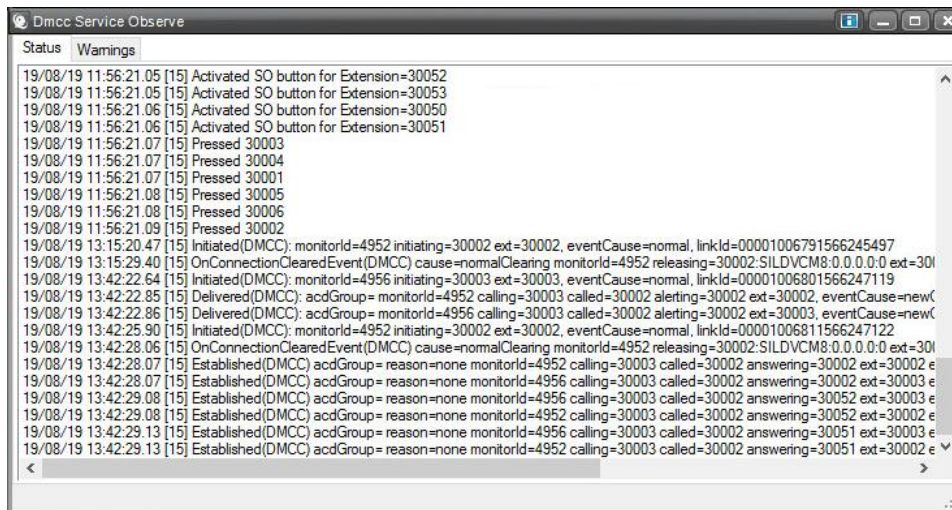 Dmcc Service Observe
Status Warnings
19/08/19 11:56:21.05 [15] Activated SO button for Extension=30052
19/08/19 11:56:21.05 [15] Activated SO button for Extension=30053
19/08/19 11:56:21.06 [15] Activated SO button for Extension=30050
19/08/19 11:56:21.06 [15] Activated SO button for Extension=30051
19/08/19 11:56:21.07 [15] Pressed 30003
19/08/19 11:56:21.07 [15] Pressed 30004
19/08/19 11:56:21.07 [15] Pressed 30001
19/08/19 11:56:21.08 [15] Pressed 30005
19/08/19 11:56:21.08 [15] Pressed 30006
19/08/19 11:56:21.09 [15] Pressed 30002
19/08/19 13:15:20.47 [15] Initiated(DMCC): monitorId=4952 initiating=30002 ext=30002, eventCause=normal, linkId=00001006791566245497
19/08/19 13:15:29.40 [15] OnConnectionClearedEvent(DMCC) cause=normalClearing monitorId=4952 releasing=30002:SILDVCM8:0.0.0.0:0 ext=300
19/08/19 13:42:22.64 [15] Initiated(DMCC): monitorId=4956 initiating=30003 ext=30003, eventCause=normal, linkId=00001006801566247119
19/08/19 13:42:22.85 [15] Delivered(DMCC): acdGroup= monitorId=4952 calling=30003 called=30002 alerting=30002 ext=30002, eventCause=newC
19/08/19 13:42:22.86 [15] Delivered(DMCC): acdGroup= monitorId=4956 calling=30003 called=30002 alerting=30002 ext=30003, eventCause=newC
19/08/19 13:42:25.90 [15] Initiated(DMCC): monitorId=4952 initiating=30002 ext=30002, eventCause=normal, linkId=00001006811566247122
19/08/19 13:42:28.06 [15] OnConnectionClearedEvent(DMCC) cause=normalClearing monitorId=4952 releasing=30002:SILDVCM8:0.0.0.0:0 ext=300
19/08/19 13:42:28.07 [15] Established(DMCC) acdGroup= reason=none monitorId=4952 calling=30003 called=30002 answering=30002 ext=30002 e
19/08/19 13:42:28.07 [15] Established(DMCC) acdGroup= reason=none monitorId=4956 calling=30003 called=30002 answering=30002 ext=30003 e
19/08/19 13:42:29.08 [15] Established(DMCC) acdGroup= reason=none monitorId=4956 calling=30003 called=30002 answering=30052 ext=30003 e
19/08/19 13:42:29.08 [15] Established(DMCC) acdGroup= reason=none monitorId=4952 calling=30003 called=30002 answering=30052 ext=30002 e
19/08/19 13:42:29.13 [15] Established(DMCC) acdGroup= reason=none monitorId=4956 calling=30003 called=30002 answering=30051 ext=30003 e
19/08/19 13:42:29.13 [15] Established(DMCC) acdGroup= reason=none monitorId=4952 calling=30003 called=30002 answering=30051 ext=30002 e